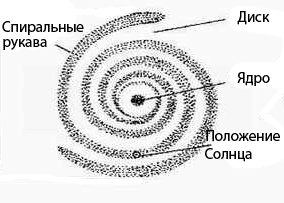 Спиральные
рукава
Диск
Ядро
Положение
Солнца